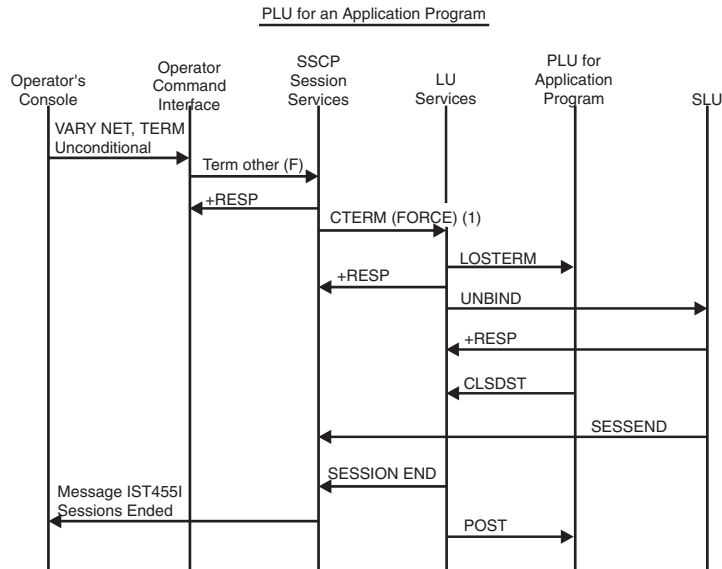 PLU for an Application Program
Operator's
Console
Operator
Command
Interface
SSCP
Session
Services
LU
Services
PLU for
Application
Program
SLU
VARY NET, TERM
Unconditional
Term other (F)
+RESP
CTERM (FORCE) (1)
LOSTERM
+RESP
UNBIND
+RESP
CLSDST
SESSEND
SESSION END
Message IST455I
Sessions Ended
POST